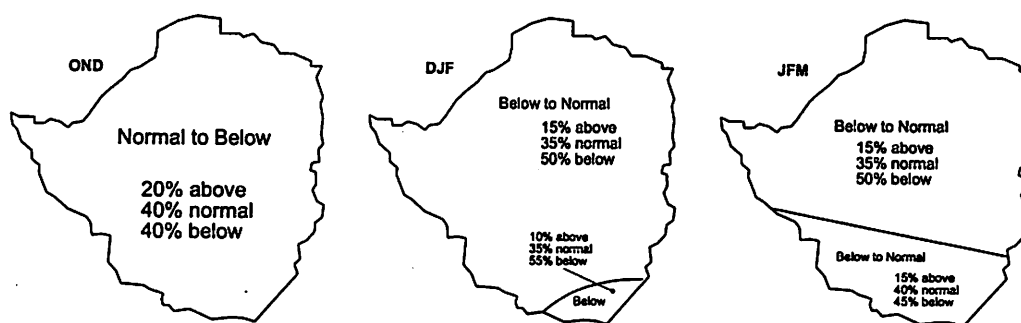 OND
Normal to Below
20% above
40% normal
40% below
DJF
Below to Normal
15% above
35% normal
50% below
10% above
35% normal
55% below
Below
JFM
Below to Normal
15% above
35% normal
50% below
Below to Normal
15% above
40% normal
45% below